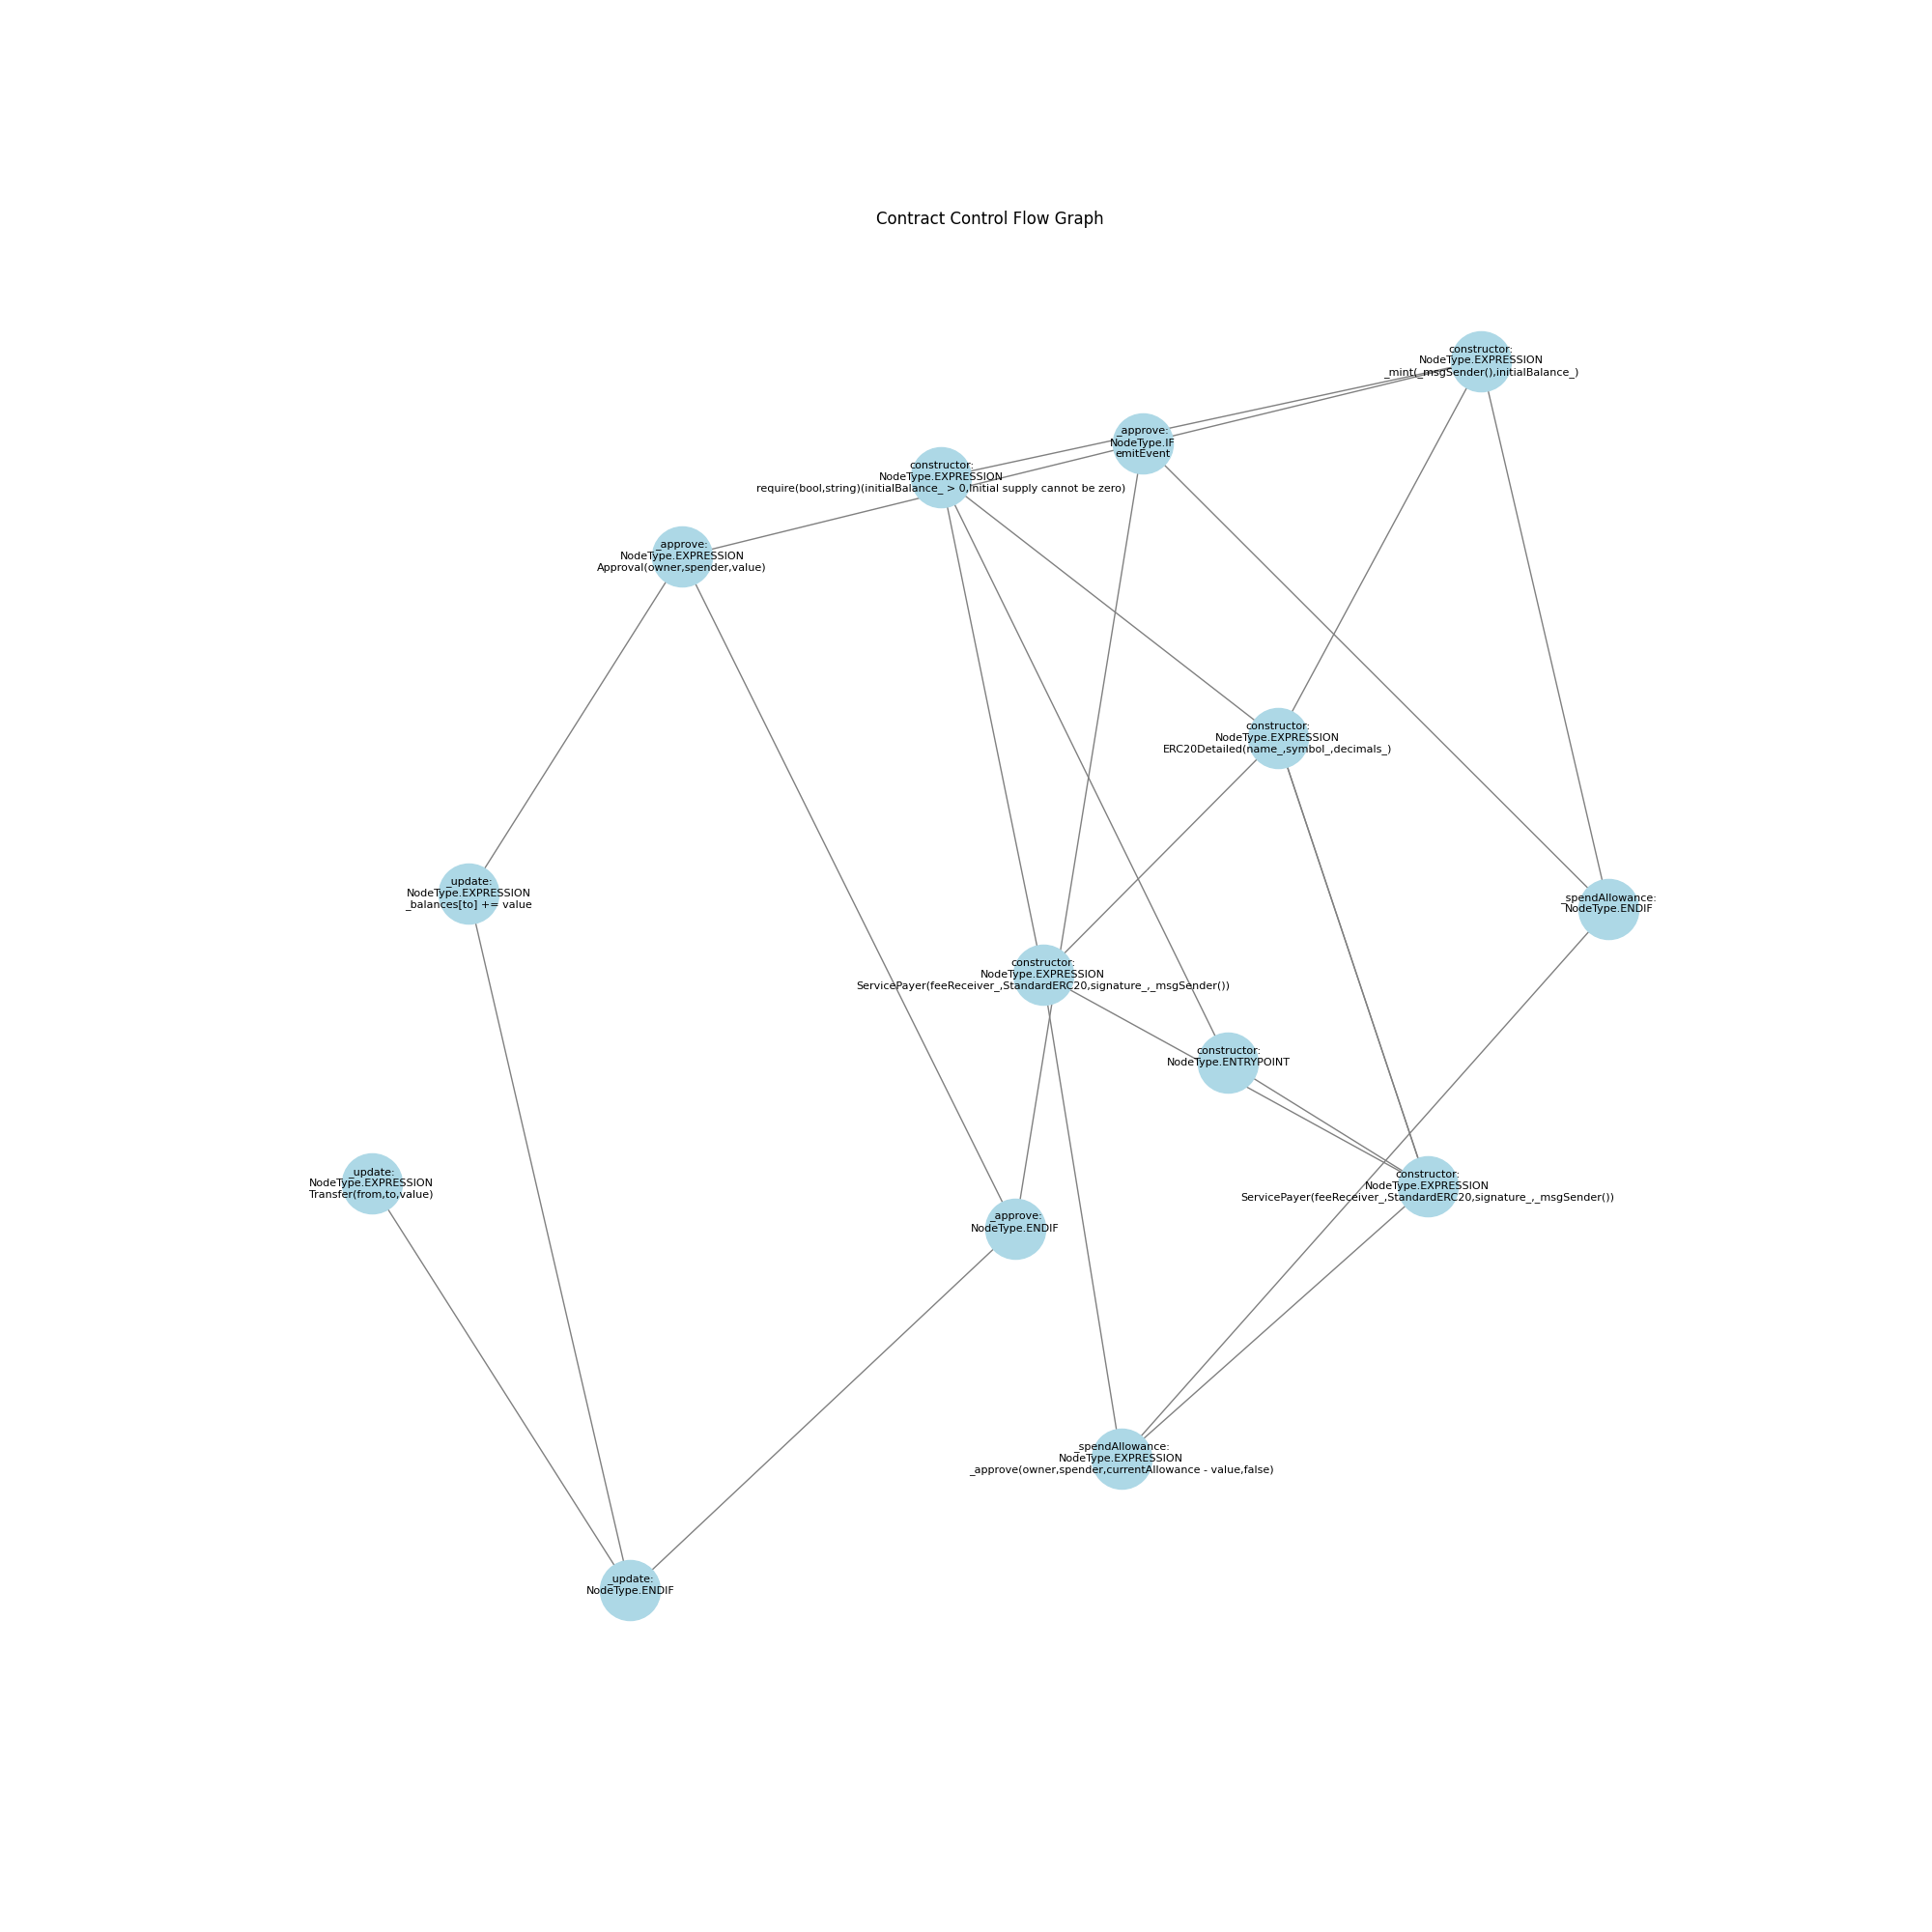 Contract Control Flow Graph
constructor:
NodeType.EXPRESSION
_mint(_msgSender(),initialBalance_)
_approve:
NodeType.IF
emitEvent
constructor:
NodeType.EXPRESSION
require(bool,string)(initialBalance_ > 0,Initial supply cannot be zero)
_approve:
NodeType.EXPRESSION
Approval(owner,spender,value)
constructor:
NodeType.EXPRESSION
ERC20Detailed(name_,symbol_,decimals_)
_update:
NodeType.EXPRESSION
_balances[to] += value
_spendAllowance:
NodeType.ENDIF
constructor:
NodeType.EXPRESSION
ServicePayer(feeReceiver_,StandardERC20,signature_,_msgSender())
constructor:
NodeType.ENTRYPOINT
_update:
NodeType.EXPRESSION
Transfer(from,to,value)
constructor:
NodeType.EXPRESSION
ServicePayer(feeReceiver_,StandardERC20,signature_,_msgSender())
_approve:
NodeType.ENDIF
_spendAllowance:
NodeType.EXPRESSION
_approve(owner,spender,currentAllowance - value,false)
_update:
NodeType.ENDIF